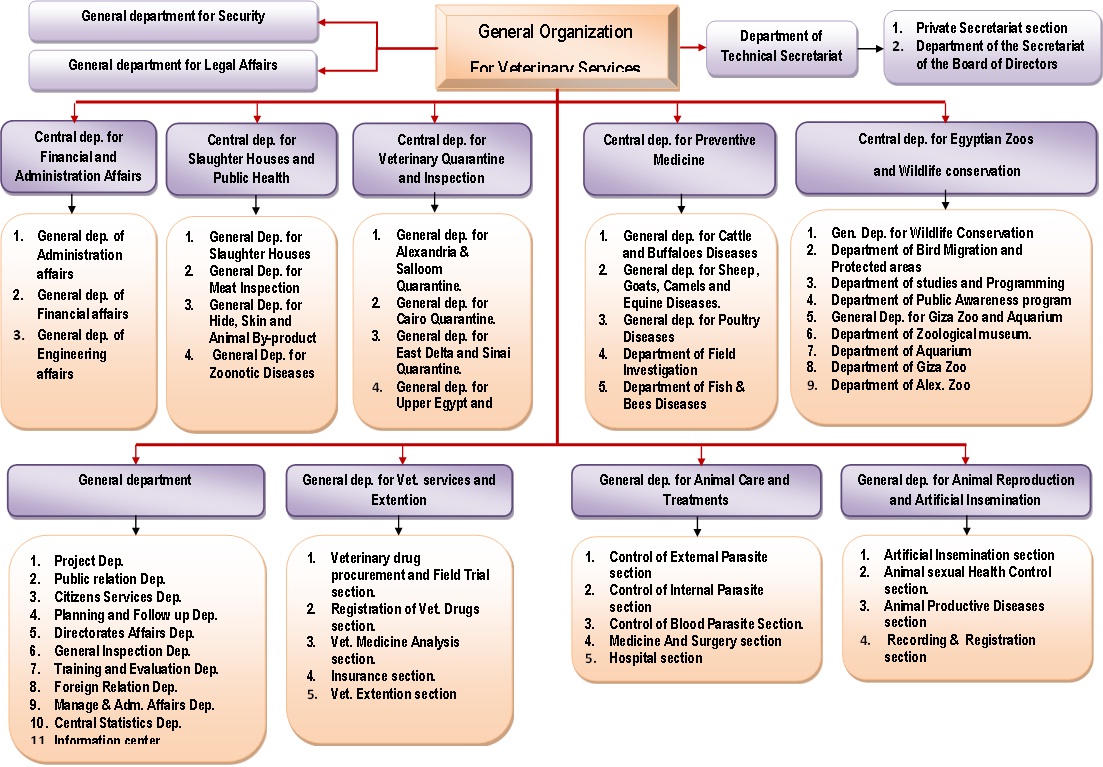 General department for Security
General department for Legal Affairs
General Organization
For Veterinary Services
Department of
Technical Secretariat
1. Private Secretariat section
2. Department of the Secretariat
of the Board of Directors
Central dep. for
Financial and
Administration Affairs
Central dep. for
Slaughter Houses and
Public Health
Central dep. for
Veterinary Quarantine
and Inspection
Central dep. for Preventive
Medicine
Central dep. for Egyptian Zoos
and Wildlife conservation
1. General dep. of
Administration
affairs
2. General dep. of
Financial affairs
3. General dep. of
Engineering
affairs
1. General Dep. for
Slaughter Houses
2. General Dep. for
Meat Inspection
3. General Dep. for
Hide, Skin and
Animal By-product
4. General Dep. for
Zoonotic Diseases
1. General dep. for
Alexandria &
Salloom
Quarantine.
2. General dep. for
Cairo Quarantine.
3. General dep. for
East Delta and Sinai
Quarantine.
4. General dep. for
Upper Egypt and
1. General dep. for Cattle
and Buffaloes Diseases
2. General dep. for Sheep,
Goats, Camels and
Equine Diseases.
3. General dep. for Poultry
Diseases
4. Department of Field
Investigation
5. Department of Fish &
Bees Diseases
1. Gen. Dep. for Wildlife Conservation
2. Department of Bird Migration and
Protected areas
3. Department of studies and Programming
4. Department of Public Awareness program
5. General Dep. for Giza Zoo and Aquarium
6. Department of Zoological museum.
7. Department of Aquarium
8. Department of Giza Zoo
9. Department of Alex. Zoo
General department
General dep. for Vet. services and
Extention
General dep. for Animal Care and
Treatments
General dep. for Animal Reproduction
and Artificial Insemination
1. Project Dep.
2. Public relation Dep.
3. Citizens Services Dep.
4. Planning and Follow up Dep.
5. Directorates Affairs Dep.
6. General Inspection Dep.
7. Training and Evaluation Dep.
8. Foreign Relation Dep.
9. Manage & Adm. Affairs Dep.
10. Central Statistics Dep.
11 Information center
1. Veterinary drug
procurement and Field Trial
section.
2. Registration of Vet. Drugs
section.
3. Vet. Medicine Analysis
section.
4. Insurance section.
5. Vet. Extention section
1. Control of External Parasite
section
2. Control of Internal Parasite
section
3. Control of Blood Parasite Section.
4. Medicine And Surgery section
5. Hospital section
1. Artificial Insemination section
2. Animal sexual Health Control
section.
3. Animal Productive Diseases
section
4. Recording & Registration
section